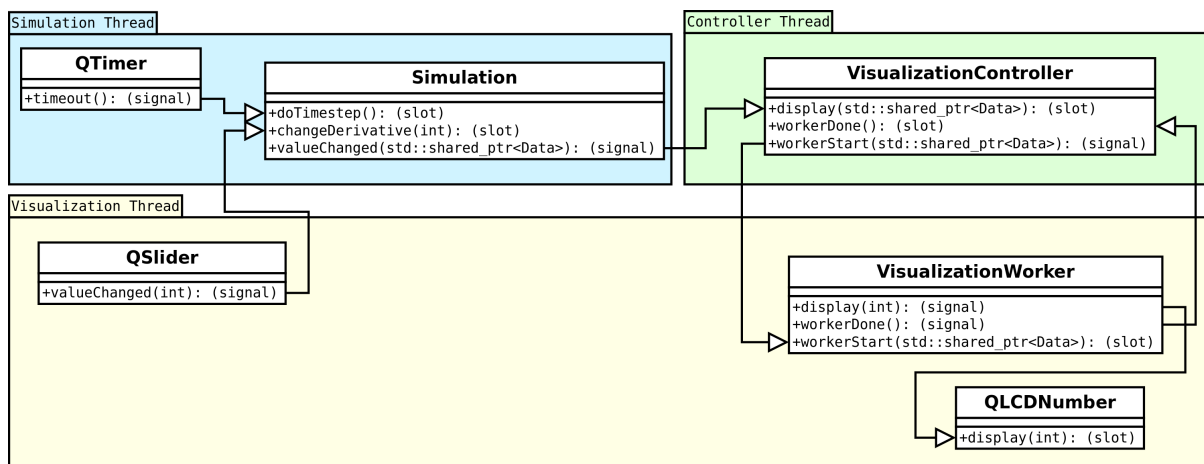 Simulation Thread
QTimer
+timeout(): (signal)
Simulation
+doTimestep(): (slot)
+changeDerivative(int): (slot)
+valueChanged(std::shared_ptr<Data>): (signal)
Controller Thread
VisualizationController
+display(std::shared_ptr<Data>): (slot)
+workerDone(): (slot)
+workerStart(std::shared_ptr<Data>): (signal)
Visualization Thread
QSlider
+valueChanged(int): (signal)
VisualizationWorker
+display(int): (signal)
+workerDone(): (signal)
+workerStart(std::shared_ptr<Data>): (slot)
QLCDNumber
+display(int): (slot)